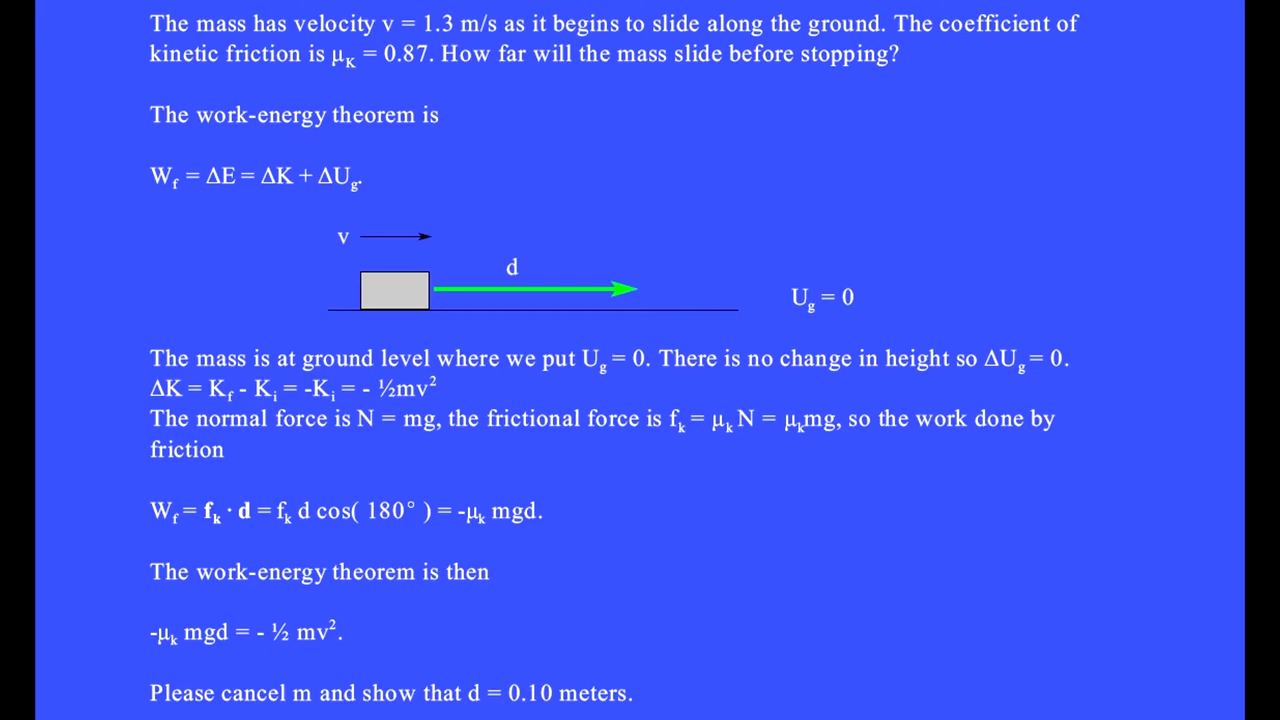 The mass has velocity v = 1.3 m/s as it begins to slide along the ground. The coefficient of
kinetic friction is μK = 0.87. How far will the mass slide before stopping?
The work-energy theorem is
Wf = ΔE = ΔK + ΔUg.
v
d
Ug = 0
The mass is at ground level where we put Ug = 0. There is no change in height so ΔUg = 0.
ΔK = Kf - Ki = -Ki = - ½mv²
The normal force is N = mg, the frictional force is fk = μk N = μkmg, so the work done by
friction
Wf = fk · d = fk d cos( 180° ) = -μk mgd.
The work-energy theorem is then
-μk mgd = - ½ mv².
Please cancel m and show that d = 0.10 meters.